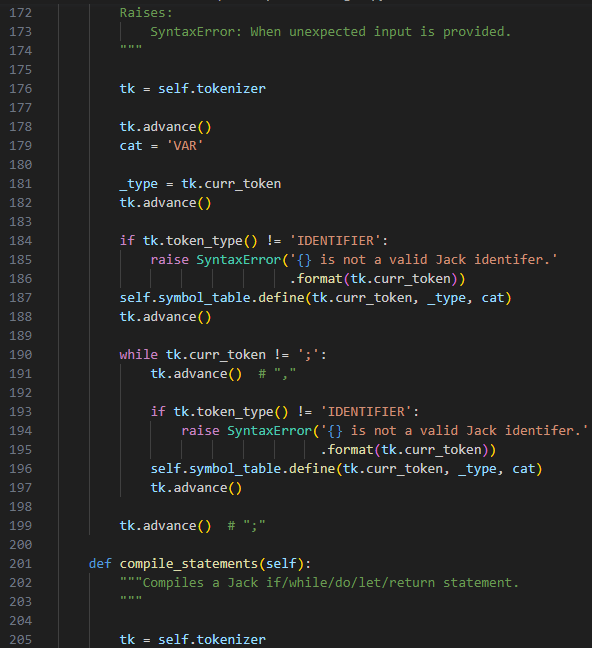 172 Raises:
173 SyntaxError: When unexpected input is provided.
174 """
175
176 tk = self.tokenizer
177
178 tk.advance()
179 cat = 'VAR'
180
181 _type = tk.curr_token
182 tk.advance()
183
184 if tk.token_type() != 'IDENTIFIER':
185 raise SyntaxError('{} is not a valid Jack identifer.'
186 .format(tk.curr_token))
187 self.symbol_table.define(tk.curr_token, _type, cat)
188 tk.advance()
189
190 while tk.curr_token != ';':
191 tk.advance()  # ","
192
193 if tk.token_type() != 'IDENTIFIER':
194 raise SyntaxError('{} is not a valid Jack identifer.'
195 .format(tk.curr_token))
196 self.symbol_table.define(tk.curr_token, _type, cat)
197 tk.advance()
198
199 tk.advance()  # ";"
200
201 def compile_statements(self):
202 """Compiles a Jack if/while/do/let/return statement.
203 """
204
205 tk = self.tokenizer